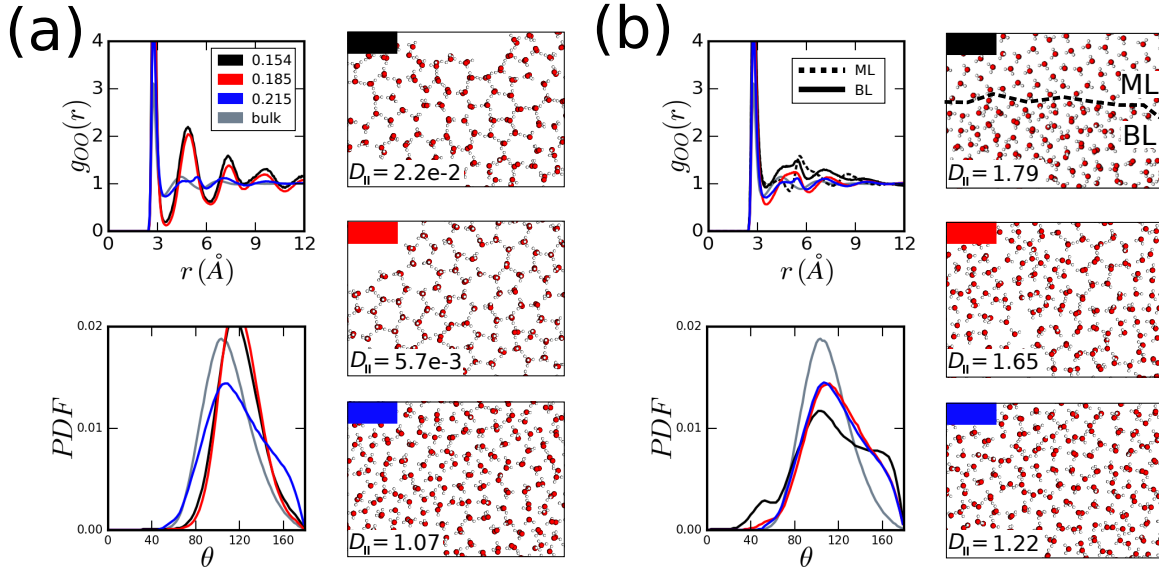 (a)
4
3
2
1
0
0 3 6 9 12
g_OO(r)
r (Å)
0.154
0.185
0.215
bulk
D_II = 2.2e-2
D_II = 5.7e-3
0.02
0.01
0.00
0 40 80 120 160
PDF
θ
D_II = 1.07
(b)
4
3
2
1
0
0 3 6 9 12
g_OO(r)
r (Å)
ML
BL
ML
BL
D_II = 1.79
D_II = 1.65
0.02
0.01
0.00
0 40 80 120 160
PDF
θ
D_II = 1.22